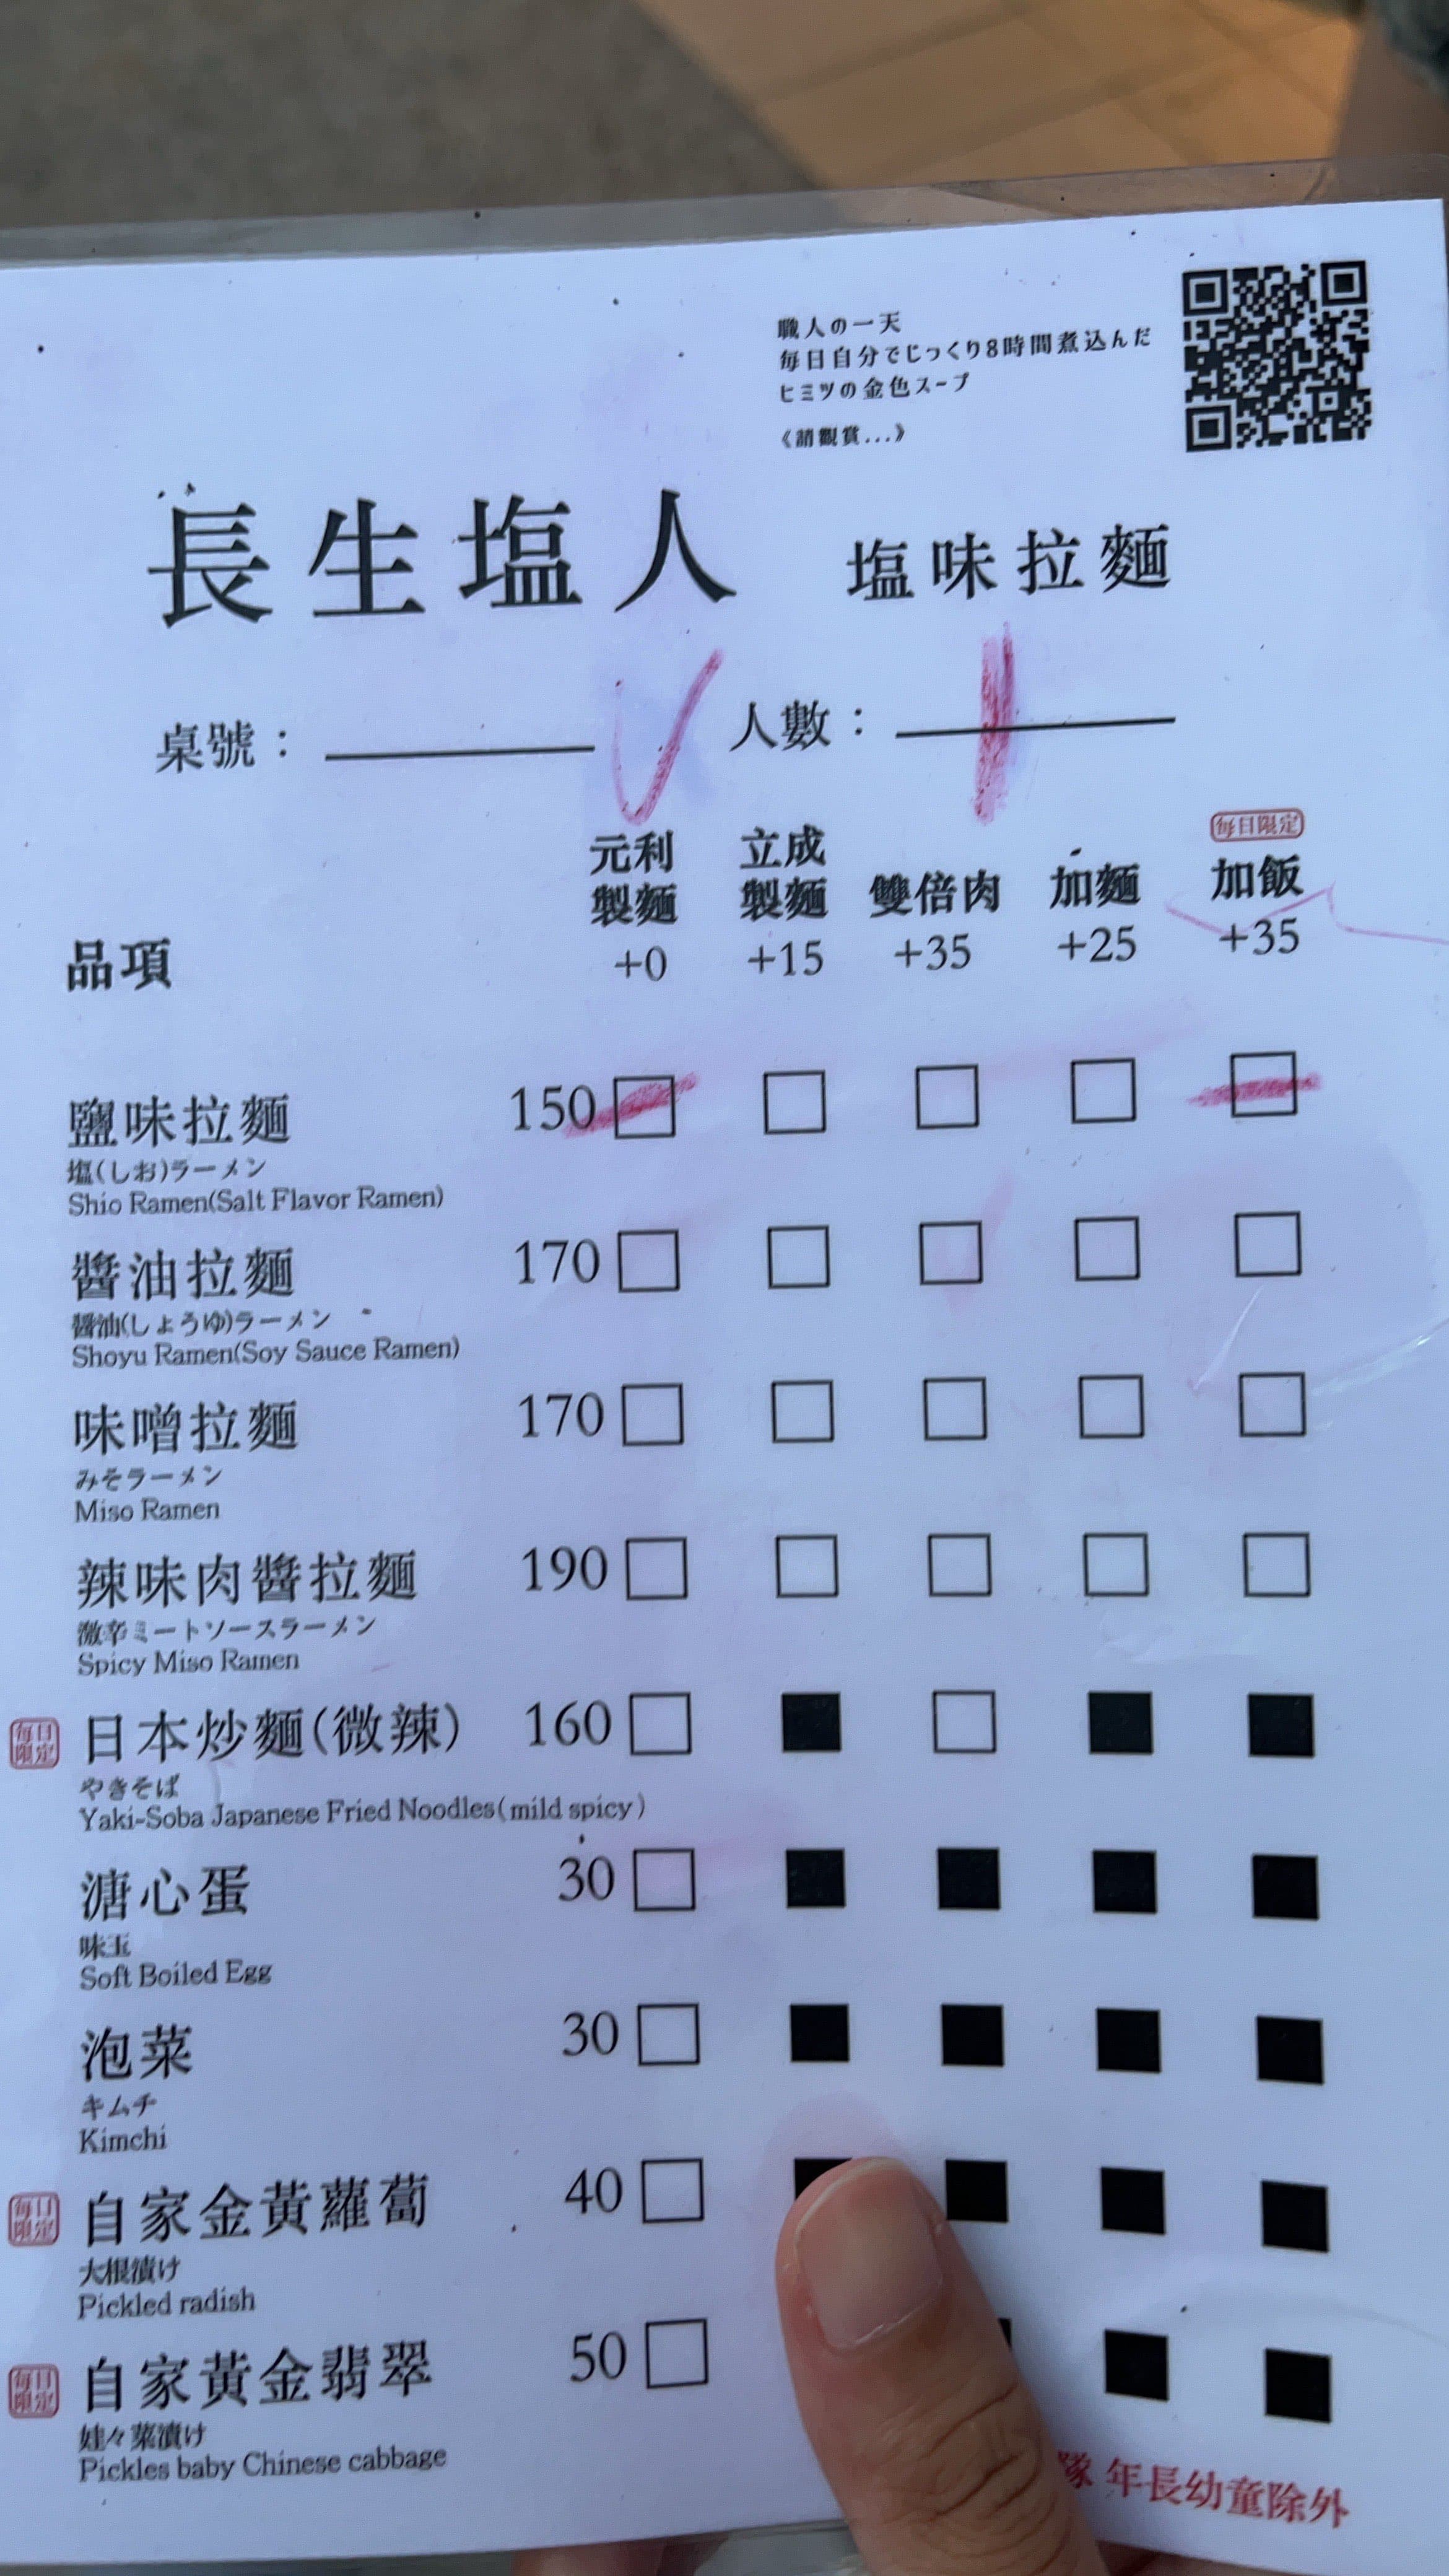 職人の一天
毎日自分でじっくり8時間煮込んだ
ヒミツの金色スープ
《請觀賞...》
長生塩人 塩味拉麵
桌號： 人數：
每日限定
元利製麵 立成製麵 雙倍肉 加麵 加飯
品項 +0 +15 +35 +25 +35
鹽味拉麵 150
塩(しお)ラーメン
Shio Ramen(Salt Flavor Ramen)
醬油拉麵 170
醤油(しょうゆ)ラーメン
Shoyu Ramen(Soy Sauce Ramen)
味噌拉麵 170
みそラーメン
Miso Ramen
辣味肉醬拉麵 190
激辛ミートソースラーメン
Spicy Miso Ramen
每日限定 日本炒麵(微辣) 160
やきそば
Yaki-Soba Japanese Fried Noodles(mild spicy)
溏心蛋 30
味玉
Soft Boiled Egg
泡菜 30
キムチ
Kimchi
每日限定 自家金黃蘿蔔 40
大根漬け
Pickled radish
每日限定 自家黃金翡翠 50
娃々菜漬け
Pickles baby Chinese cabbage
隊 年長幼童除外